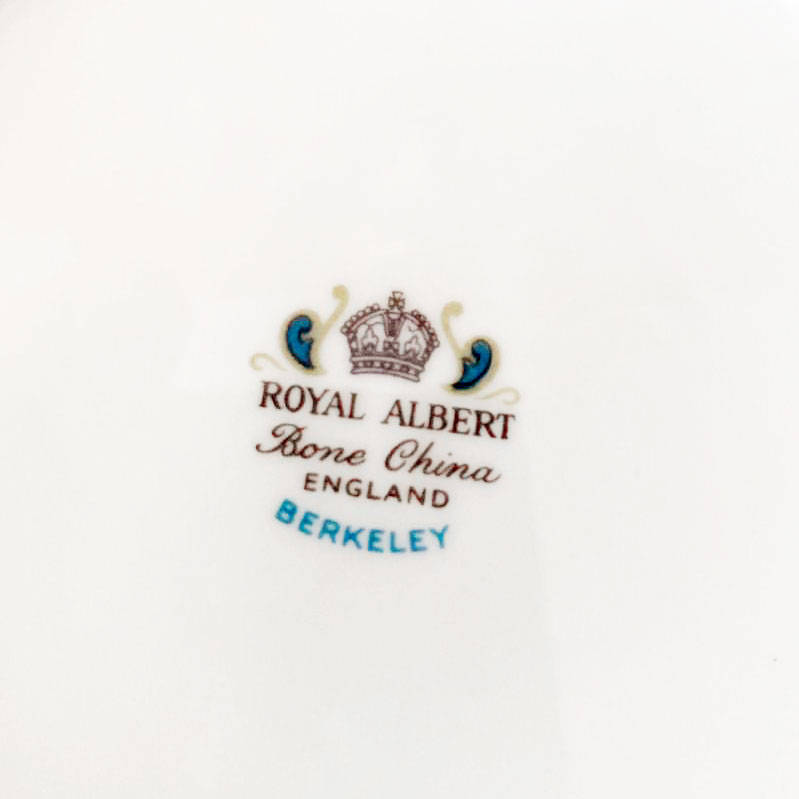 ROYAL ALBERT
Bone China
ENGLAND
BERKELEY